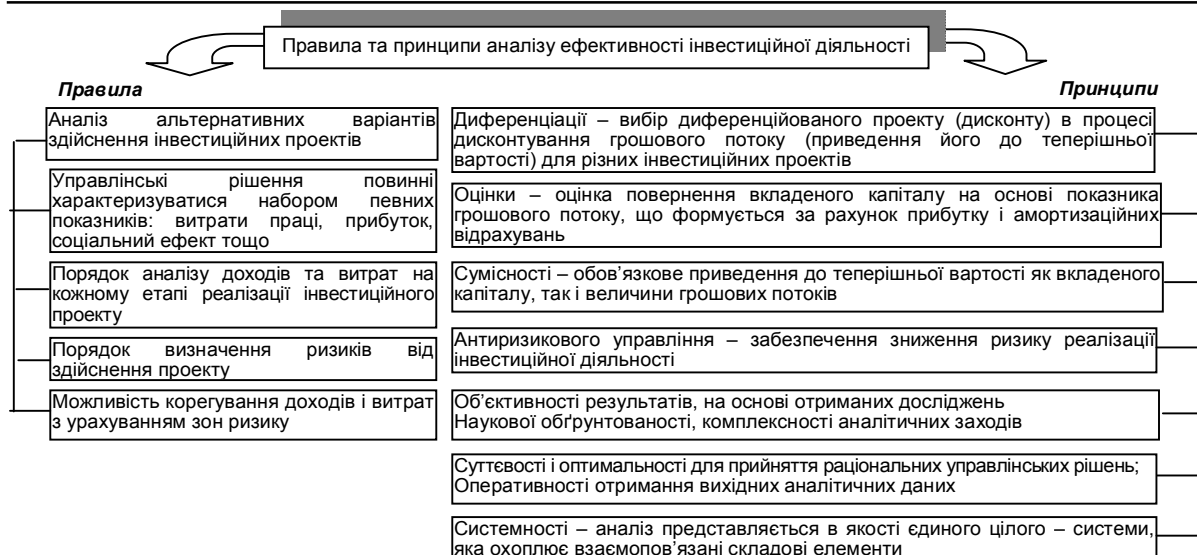 Правила та принципи аналізу ефективності інвестиційної діяльності
Правила
Аналіз альтернативних варіантів
здійснення інвестиційних проектів
Управлінські рішення повинні
характеризуватися набором певних
показників: витрати праці, прибуток,
соціальний ефект тощо
Порядок аналізу доходів та витрат на
кожному етапі реалізації інвестиційного
проекту
Порядок визначення ризиків від
здійснення проекту
Можливість корегування доходів і витрат
з урахуванням зон ризику
Принципи
Диференціації – вибір диференційованого проекту (дисконту) в процесі
дисконтування грошового потоку (приведення його до теперішньої
вартості) для різних інвестиційних проектів
Оцінки – оцінка повернення вкладеного капіталу на основі показника
грошового потоку, що формується за рахунок прибутку і амортизаційних
відрахувань
Сумісності – обов’язкове приведення до теперішньої вартості як вкладеного
капіталу, так і величини грошових потоків
Антиризикового управління – забезпечення зниження ризику реалізації
інвестиційної діяльності
Об’єктивності результатів, на основі отриманих досліджень
Наукової обґрунтованості, комплексності аналітичних заходів
Суттєвості і оптимальності для прийняття раціональних управлінських рішень;
Оперативності отримання вихідних аналітичних даних
Системності – аналіз представляється в якості єдиного цілого – системи,
яка охоплює взаємопов’язані складові елементи